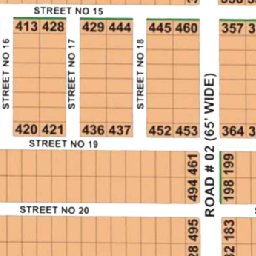 STREET NO 15
413 428 429 444 445 460 357
STREET NO 16
STREET NO 17
STREET NO 18
ROAD # 02 (65' WIDE)
420 421 436 437 452 453 364
STREET NO 19
494 461
198 199
STREET NO 20
495
183